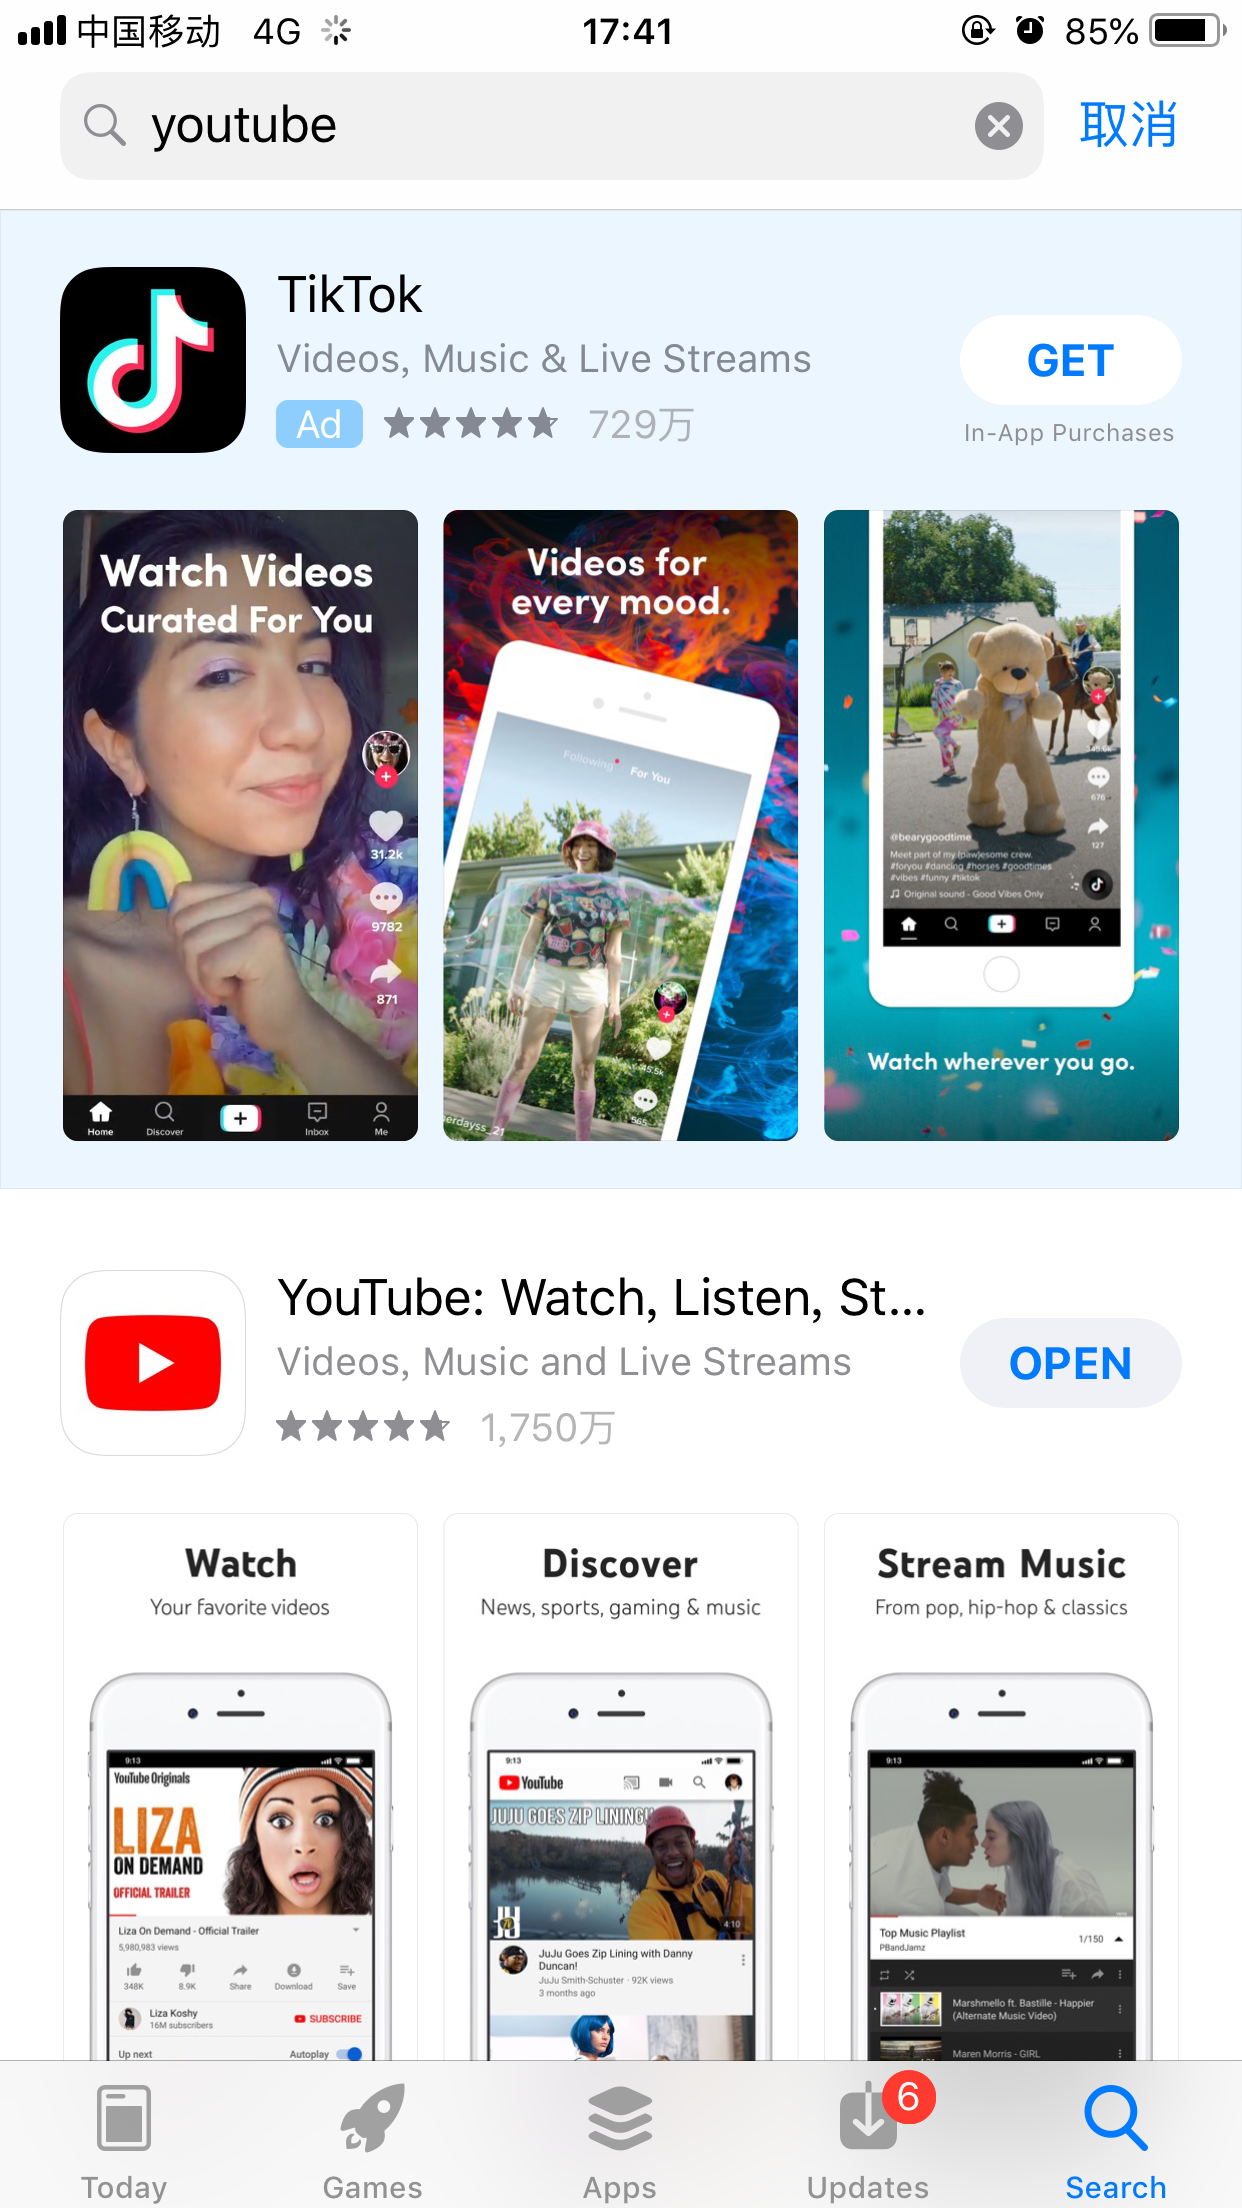 中国移动 4G 17:41 85%
youtube 取消
TikTok
Videos, Music & Live Streams
GET
Ad 729万
In-App Purchases
Watch Videos
Curated For You
31.2k
9782
871
Home Discover Inbox Me
Videos for
every mood.
Following For You
45.5k
565
erdayss_21
345.6k
676
127
@bearygoodtime
Meet part of my (paw)esome crew.
#foryou #dancing #horses #goodtimes
#vibes #funny #tiktok
Original sound - Good Vibes Only
Watch wherever you go.
YouTube: Watch, Listen, St...
Videos, Music and Live Streams
OPEN
1,750万
Watch
Your favorite videos
9:13
YouTube Originals
LIZA
ON DEMAND
OFFICIAL TRAILER
Liza On Demand - Official Trailer
5,980,983 views
348K 8.9K Share Download Save
Liza Koshy
16M subscribers
SUBSCRIBE
Up next Autoplay
Discover
News, sports, gaming & music
9:13
YouTube
JUJU GOES ZIP LINING!!
4:10
JuJu Goes Zip Lining with Danny
Duncan!
JuJu Smith-Schuster · 92K views
3 months ago
Stream Music
From pop, hip-hop & classics
9:13
Top Music Playlist
PBandJamz
1/150
Marshmello ft. Bastille - Happier
(Alternate Music Video)
Maren Morris - GIRL
6
Today Games Apps Updates Search